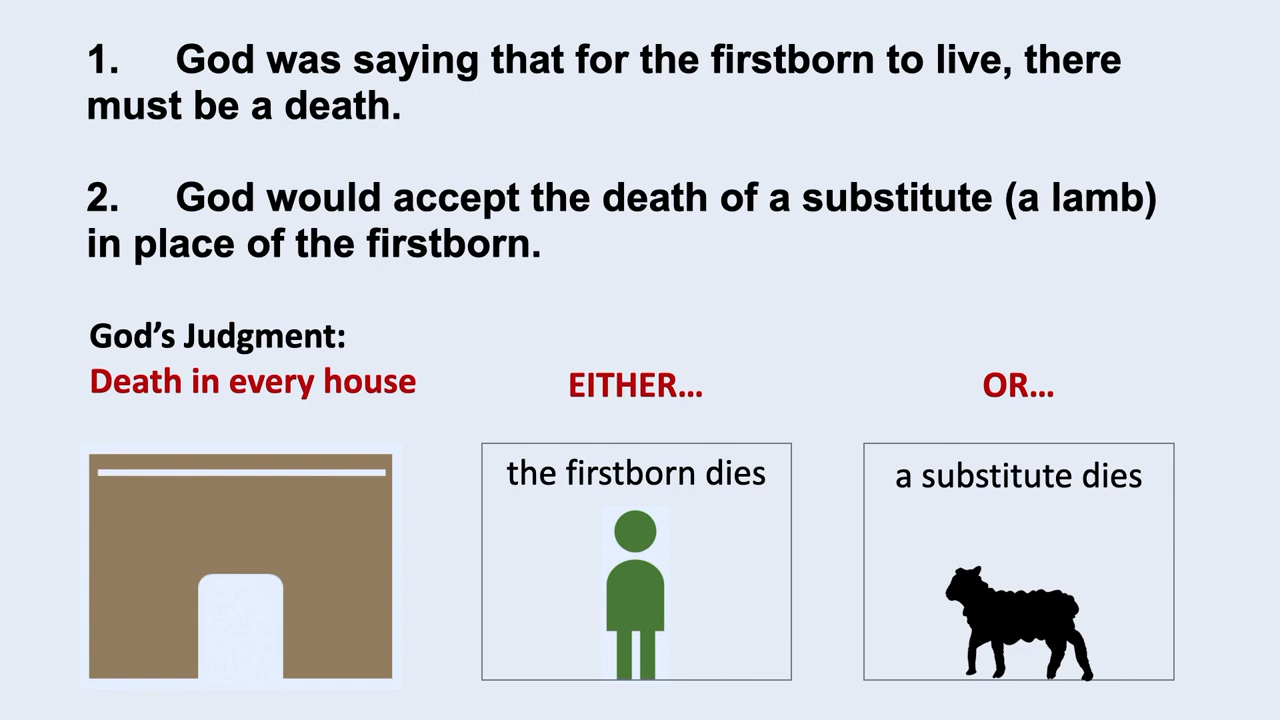 1. God was saying that for the firstborn to live, there
must be a death.
2. God would accept the death of a substitute (a lamb)
in place of the firstborn.
God’s Judgment:
Death in every house
EITHER…
OR…
the firstborn dies
a substitute dies